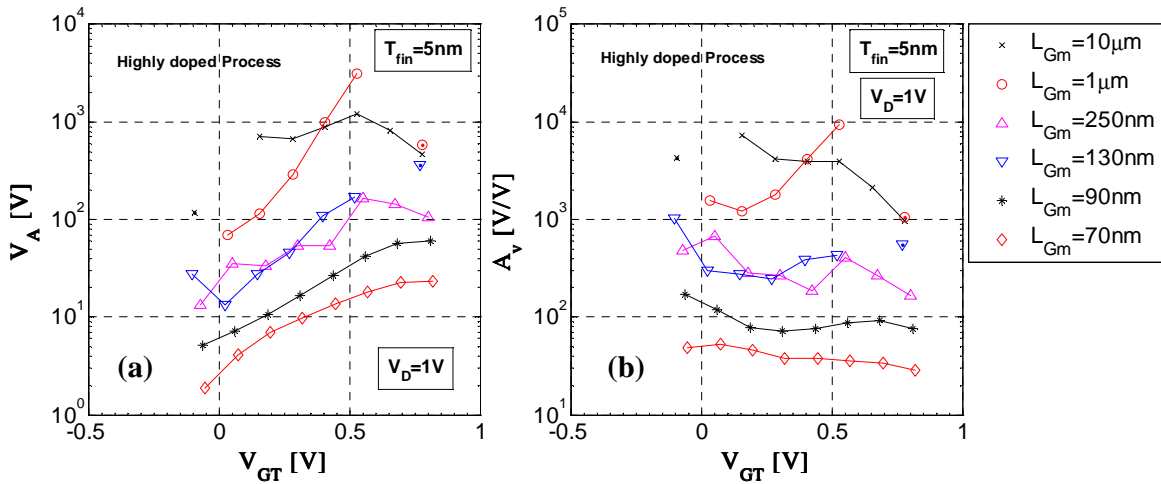 Highly doped Process
T_fin=5nm
V_A [V]
10^4
10^3
10^2
10^1
10^0
(a)
V_D=1V
-0.5 0 0.5 1
V_GT [V]
Highly doped Process
T_fin=5nm
V_D=1V
A_v [V/V]
10^5
10^4
10^3
10^2
10^1
(b)
-0.5 0 0.5 1
V_GT [V]
L_Gm=10μm
L_Gm=1μm
L_Gm=250nm
L_Gm=130nm
L_Gm=90nm
L_Gm=70nm